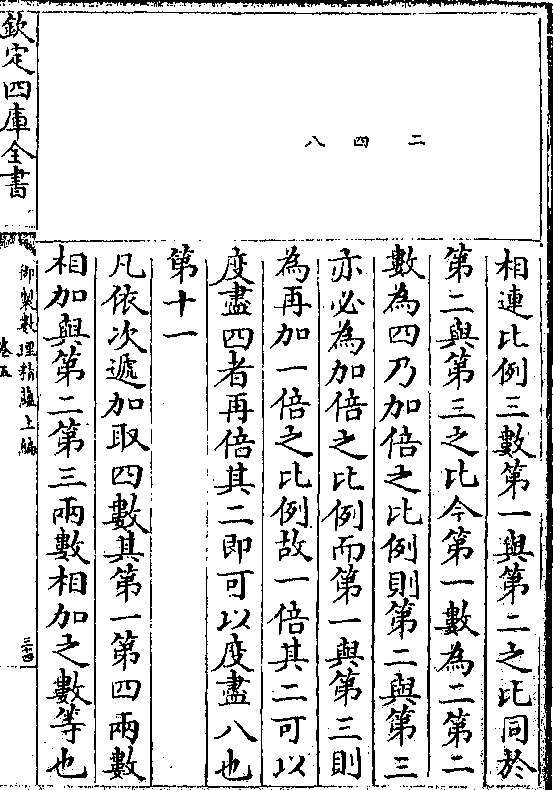 二 四 八
相連比例三數第一與第二之比同於
第二與第三之比今第一數為二第二
數為四乃加倍之比例則第二與第三
亦必為加倍之比例而第一與第三則
為再加一倍之比例故一倍其二可以
度盡四者再倍其二即可以度盡八也
第十一
凡依次遞加取四數其第一第四兩數
相加與第二第三兩數相加之數等也
欽定四庫全書
御製數理精蘊上編
卷五
三十四